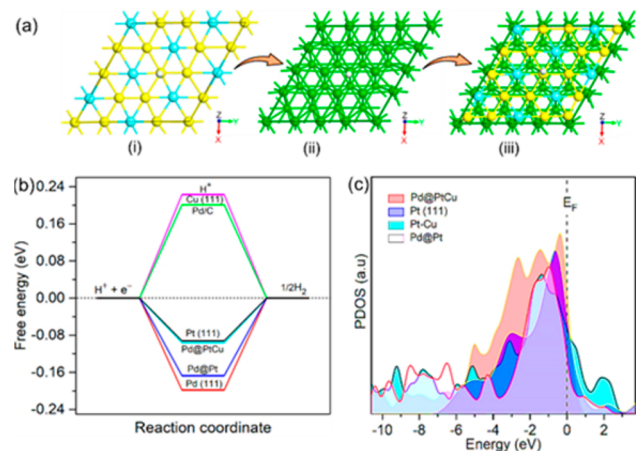 (a)
Z Y X
Z Y X
Z Y X
(i)
(ii)
(iii)
(b)
Free energy (eV)
0.24
0.16
0.08
0.00
-0.08
-0.16
-0.24
H⁺
Cu (111)
Pd/C
H⁺ + e⁻
1/2H₂
Pt (111)
Pd@PtCu
Pd@Pt
Pd (111)
Reaction coordinate
(c)
PDOS (a.u)
Pd@PtCu
Pt (111)
Pt-Cu
Pd@Pt
E_F
-10 -8 -6 -4 -2 0 2
Energy (eV)